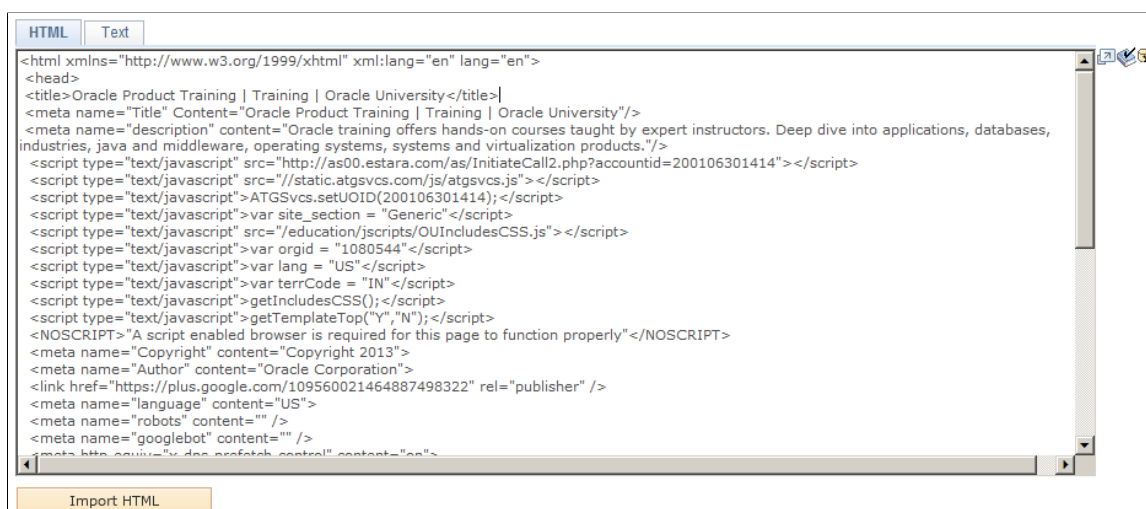 HTML Text
<html xmlns="http://www.w3.org/1999/xhtml" xml:lang="en" lang="en">
<head>
<title>Oracle Product Training | Training | Oracle University</title>
<meta name="Title" Content="Oracle Product Training | Training | Oracle University"/>
<meta name="description" content="Oracle training offers hands-on courses taught by expert instructors. Deep dive into applications, databases,
industries, java and middleware, operating systems, systems and virtualization products."/>
<script type="text/javascript" src="http://as00.estara.com/as/InitiateCall2.php?accountid=200106301414"></script>
<script type="text/javascript" src="//static.atgsvcs.com/js/atgsvcs.js"></script>
<script type="text/javascript">ATGSvcs.setUOID(200106301414);</script>
<script type="text/javascript">var site_section = "Generic"</script>
<script type="text/javascript" src="/education/jscripts/OUIncludesCSS.js"></script>
<script type="text/javascript">var orgid = "1080544"</script>
<script type="text/javascript">var lang = "US"</script>
<script type="text/javascript">var terrCode = "IN"</script>
<script type="text/javascript">getIncludesCSS();</script>
<script type="text/javascript">getTemplateTop("Y","N");</script>
<NOSCRIPT>"A script enabled browser is required for this page to function properly"</NOSCRIPT>
<meta name="Copyright" content="Copyright 2013">
<meta name="Author" content="Oracle Corporation">
<link href="https://plus.google.com/109560021464887498322" rel="publisher" />
<meta name="language" content="US">
<meta name="robots" content="" />
<meta name="googlebot" content="" />
<meta http-equiv="x-dns-prefetch-control" content="on">
Import HTML